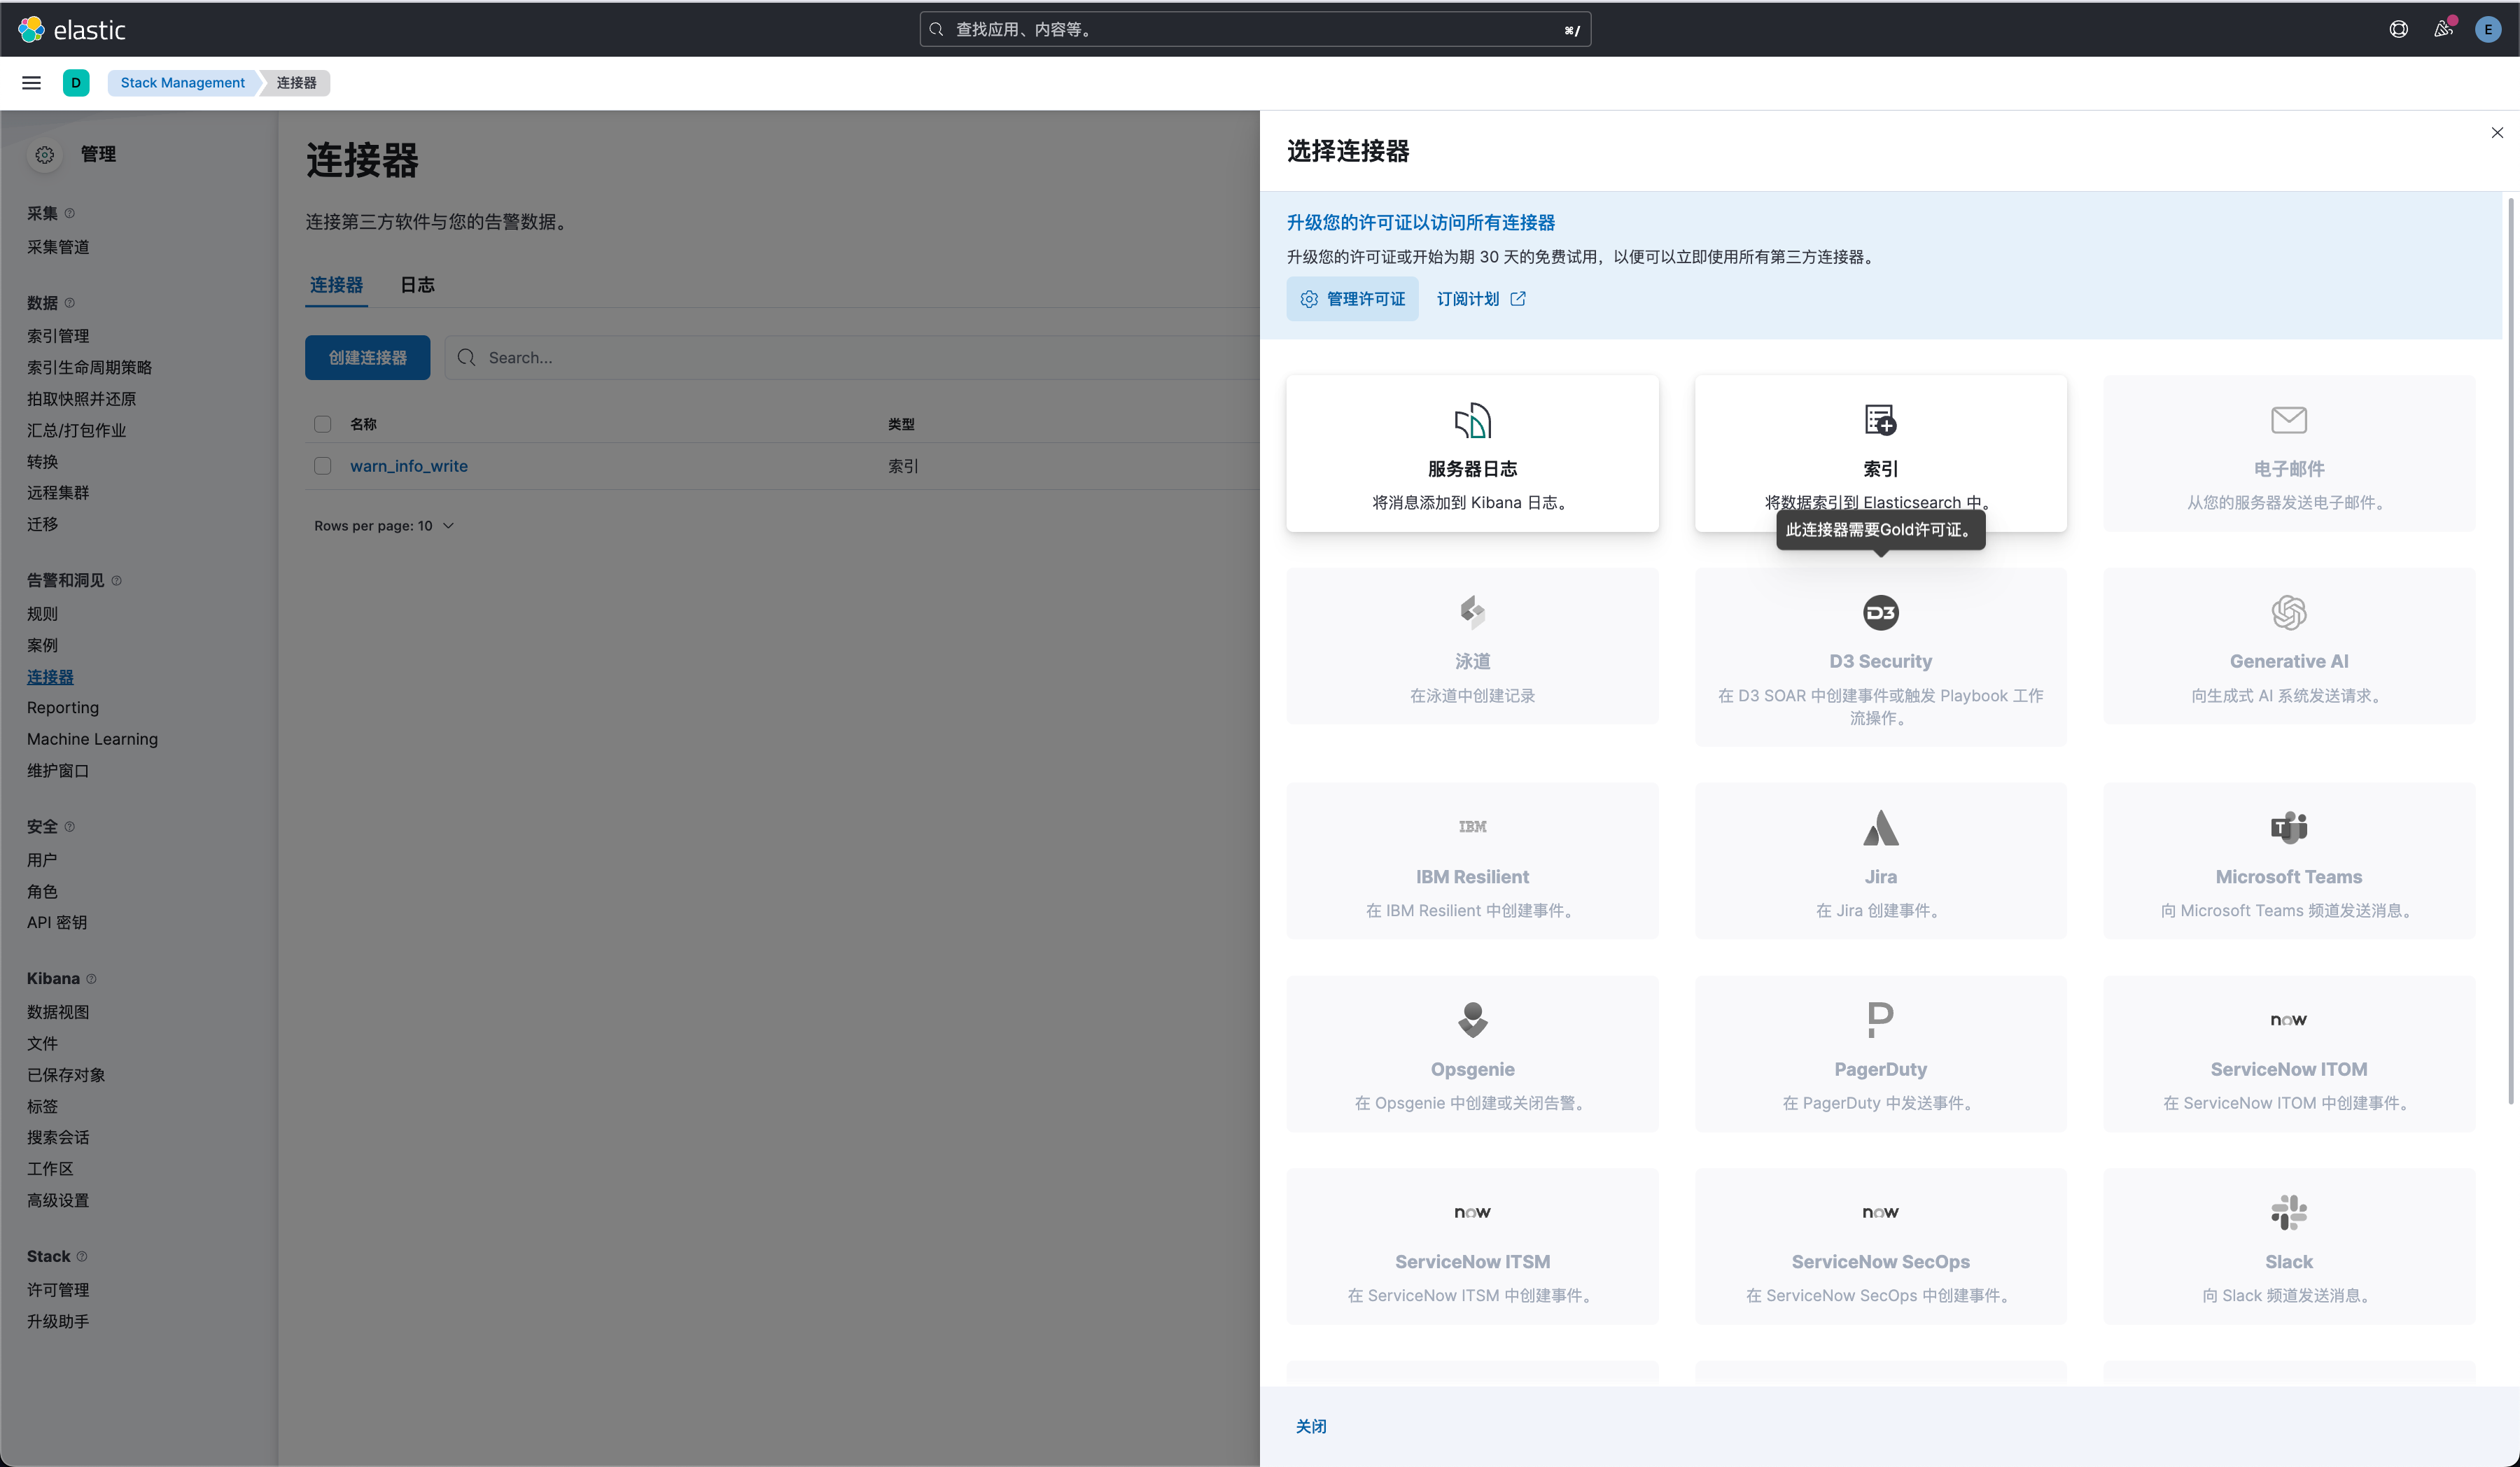 elastic
查找应用、内容等。
⌘/
E
D
Stack Management
连接器
管理
采集
采集管道
数据
索引管理
索引生命周期策略
拍取快照并还原
汇总/打包作业
转换
远程集群
迁移
告警和洞见
规则
案例
连接器
Reporting
Machine Learning
维护窗口
安全
用户
角色
API 密钥
Kibana
数据视图
文件
已保存对象
标签
搜索会话
工作区
高级设置
Stack
许可管理
升级助手
连接器
连接第三方软件与您的告警数据。
连接器
日志
创建连接器
Search...
名称
类型
warn_info_write
索引
Rows per page: 10
选择连接器
升级您的许可证以访问所有连接器
升级您的许可证或开始为期 30 天的免费试用，以便可以立即使用所有第三方连接器。
管理许可证
订阅计划
服务器日志
将消息添加到 Kibana 日志。
索引
将数据索引到 Elasticsearch 中。
电子邮件
从您的服务器发送电子邮件。
此连接器需要Gold许可证。
泳道
在泳道中创建记录
D3
D3 Security
在 D3 SOAR 中创建事件或触发 Playbook 工作
流操作。
Generative AI
向生成式 AI 系统发送请求。
IBM
IBM Resilient
在 IBM Resilient 中创建事件。
Jira
在 Jira 创建事件。
T
Microsoft Teams
向 Microsoft Teams 频道发送消息。
Opsgenie
在 Opsgenie 中创建或关闭告警。
P
PagerDuty
在 PagerDuty 中发送事件。
now
ServiceNow ITOM
在 ServiceNow ITOM 中创建事件。
now
ServiceNow ITSM
在 ServiceNow ITSM 中创建事件。
now
ServiceNow SecOps
在 ServiceNow SecOps 中创建事件。
Slack
向 Slack 频道发送消息。
关闭